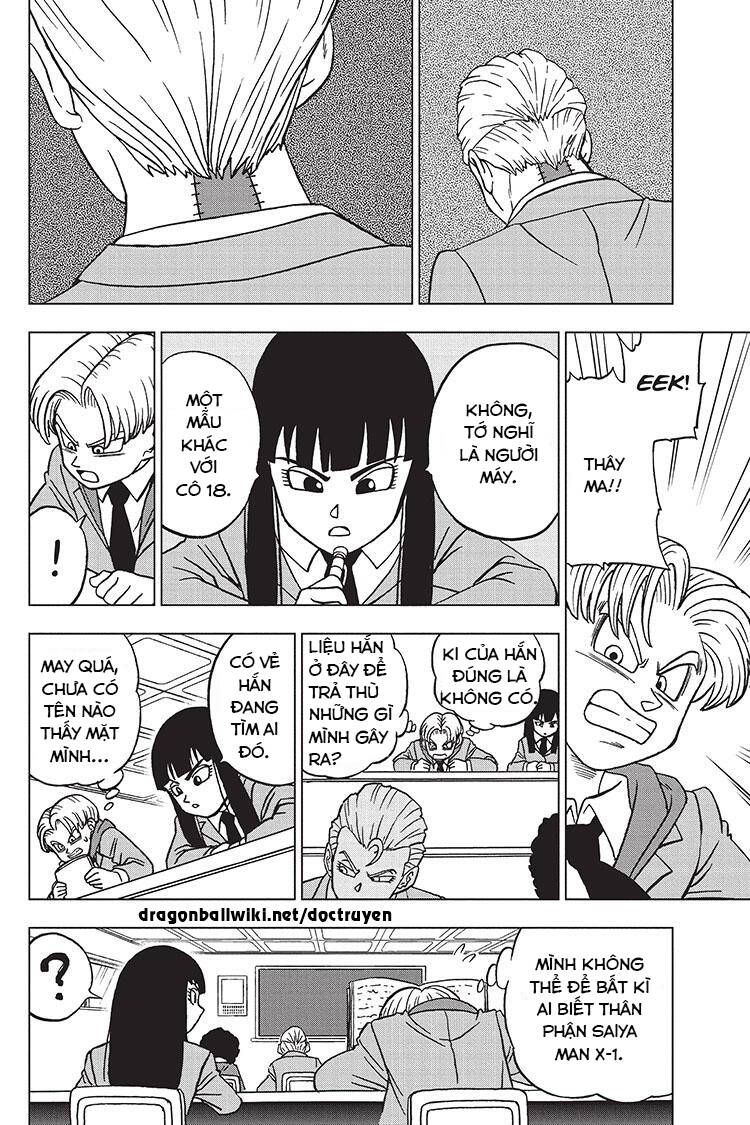 EEK!
THÂY
MA!!
KHÔNG,
TỚ NGHĨ
LÀ NGƯỜI
MÁY.
MỘT
MẪU
KHÁC
VỚI
CÔ 18.
!
KI CỦA HẮN
ĐÚNG LÀ
KHÔNG CÓ.
LIỆU HẮN
Ở ĐÂY ĐỂ
TRẢ THÙ
NHỮNG GÌ
MÌNH GÂY
RA?
CÓ VẺ
HẮN
ĐANG
TÌM AI
ĐÓ.
MAY QUÁ,
CHƯA CÓ
TÊN NÀO
THẤY MẶT
MÌNH...
dragonballwiki.net/doctruyen
MÌNH KHÔNG
THỂ ĐỂ BẤT KÌ
AI BIẾT THÂN
PHẬN SAIYA
MAN X-1.
?